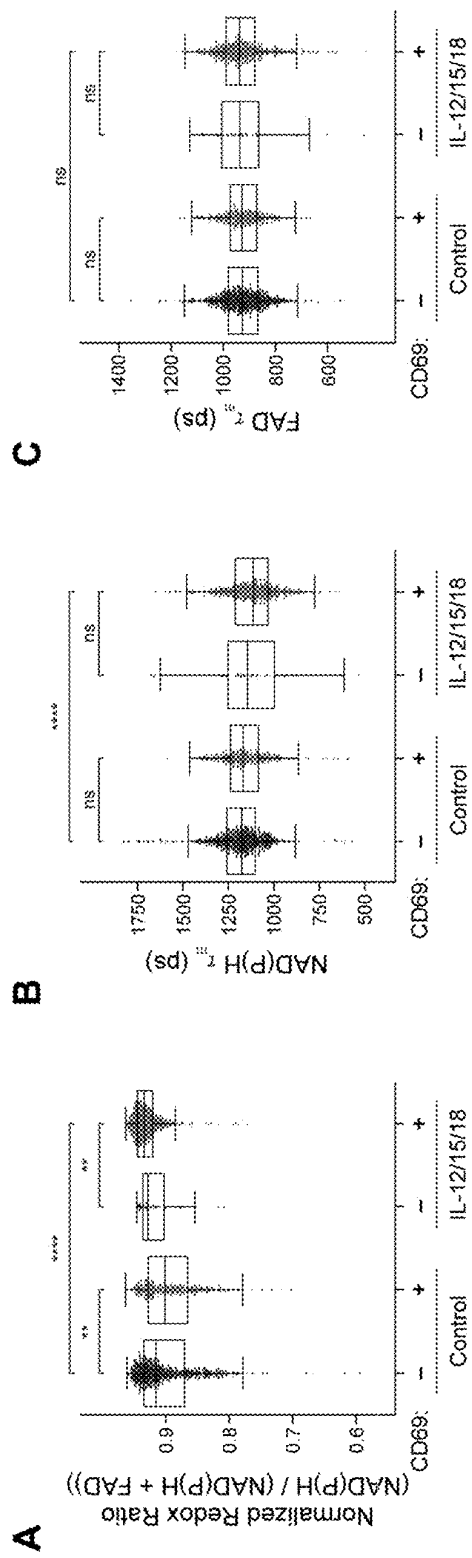 A
Normalized Redox Ratio
(NAD(P)H / (NAD(P)H + FAD))
0.9
0.8
0.7
0.6
****
**
**
CD69:
−
+
−
+
Control
IL-12/15/18
B
NAD(P)H τm (ps)
1750
1500
1250
1000
750
500
****
ns
ns
CD69:
−
+
−
+
Control
IL-12/15/18
C
FAD τm (ps)
1400
1200
1000
800
600
ns
ns
ns
CD69:
−
+
−
+
Control
IL-12/15/18